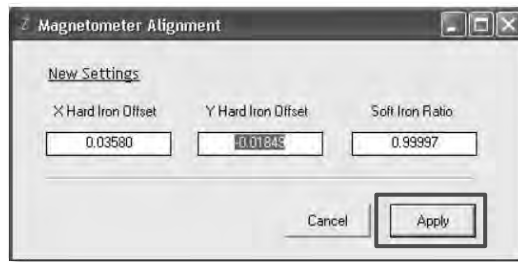 Magnetometer Alignment
New Settings
X Hard Iron Offset Y Hard Iron Offset Soft Iron Ratio
0.03580 -0.01849 0.99997
Cancel Apply